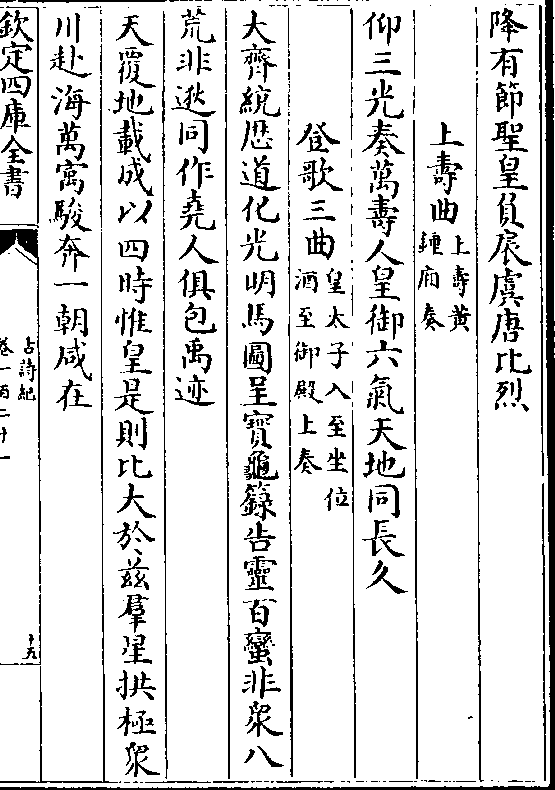 降有節聖皇負扆虞唐比烈
上壽曲上壽黄
鍾廂奏
仰三光奏萬壽人皇御六氣天地同長久
登歌三曲皇太子入至坐位
酒至御殿上奏
大齊統厯道化光明馬圖呈寳龜籙告靈百蠻非衆八
荒非逖同作堯人俱包禹迹
天覆地載成以四時惟皇是則比大於兹羣星拱極衆
川赴海萬㝢駿奔一朝咸在
欽定四庫全書
古詩紀
卷一百二十一
十九